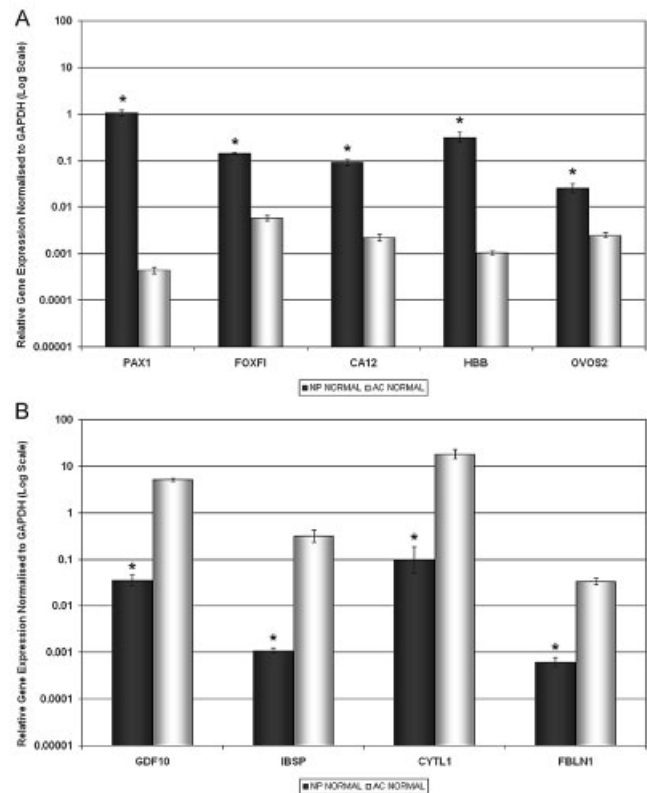 A
Relative Gene Expression Normalised to GAPDH (Log Scale)
100
10
1
0.1
0.01
0.001
0.0001
0.00001
* * * * *
PAX1 FOXFI CA12 HBB OVOS2
NP NORMAL AC NORMAL
B
Relative Gene Expression Normalised to GAPDH (Log Scale)
100
10
1
0.1
0.01
0.001
0.0001
0.00001
* * * *
GDF10 IBSP CYTL1 FBLN1
NP NORMAL AC NORMAL